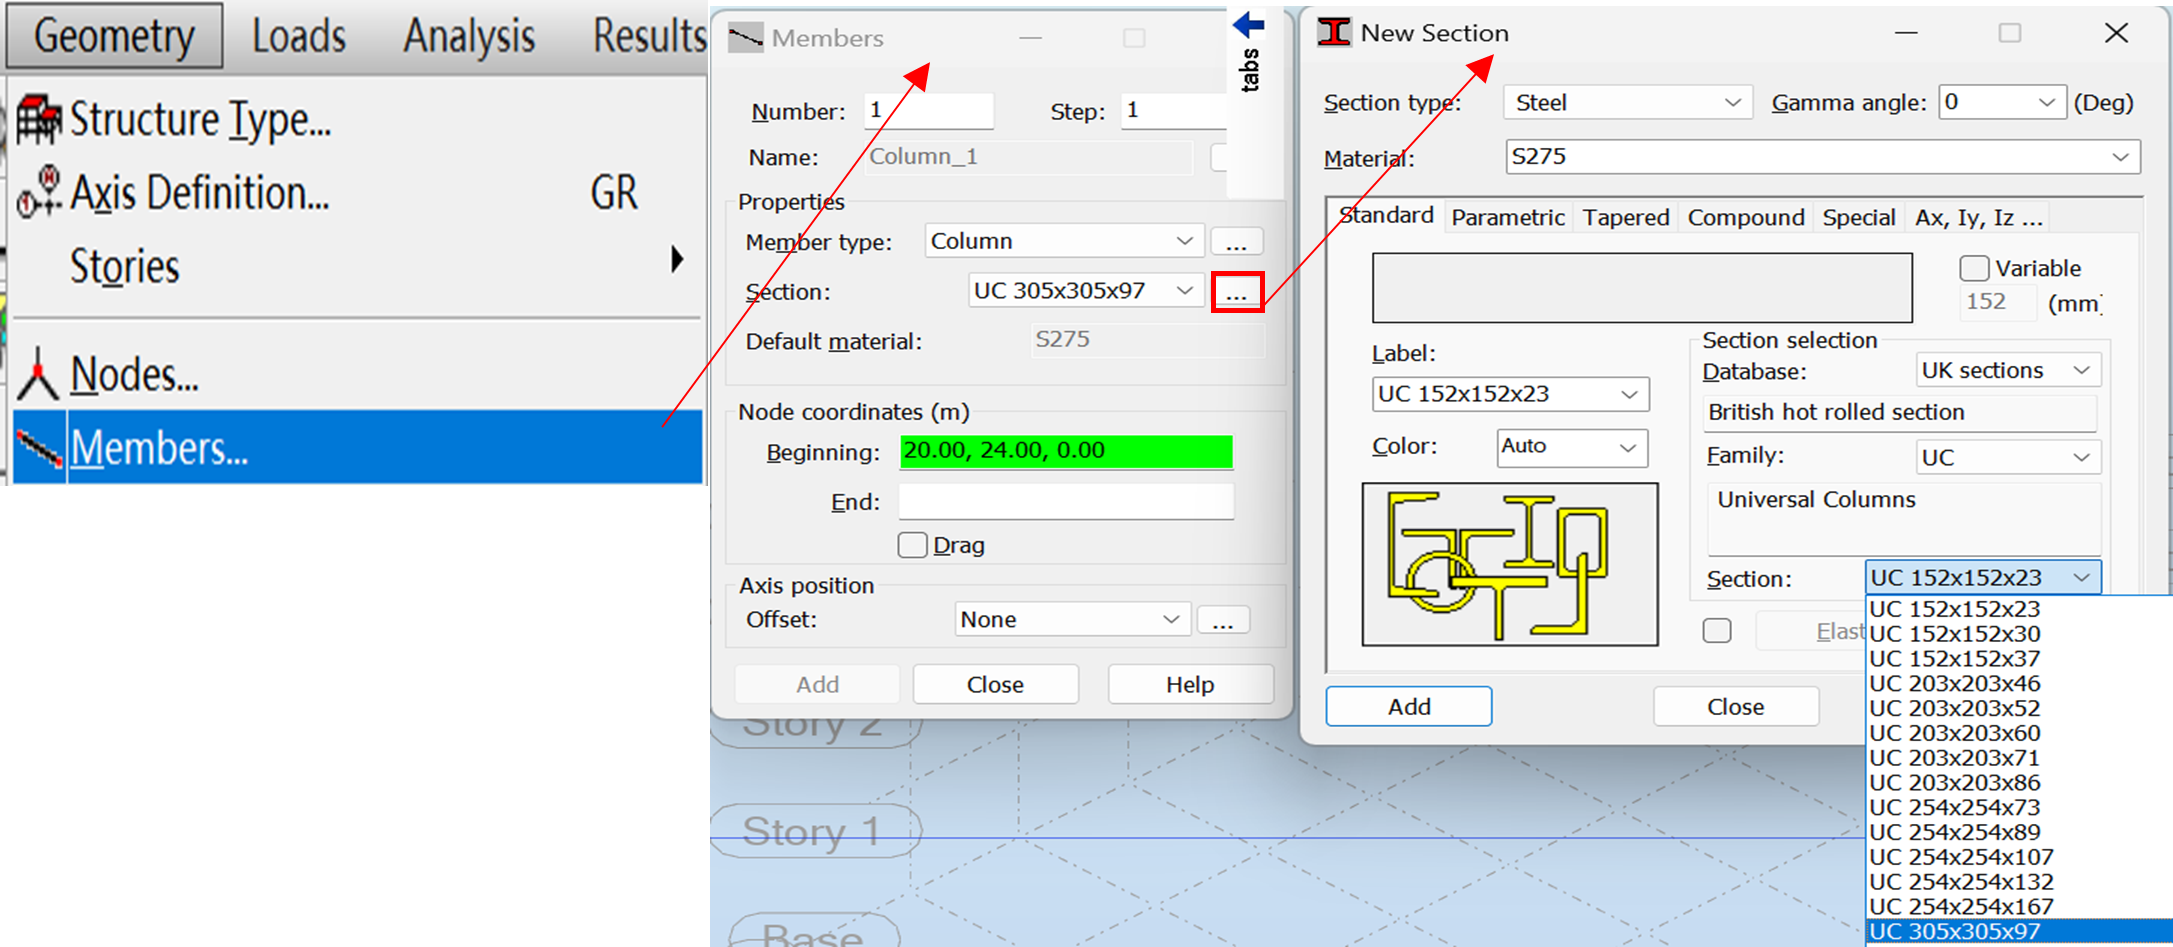 Geometry Loads Analysis Results
Structure Type...
Axis Definition... GR
Stories
Nodes...
Members...
Members
tabs
Number: 1 Step: 1
Name: Column_1
Properties
Member type: Column ...
Section: UC 305x305x97 ...
Default material: S275
Node coordinates (m)
Beginning: 20.00, 24.00, 0.00
End:
Drag
Axis position
Offset: None ...
Add Close Help
Story 2
Story 1
Base
New Section
Section type: Steel Gamma angle: 0 (Deg)
Material: S275
Standard Parametric Tapered Compound Special Ax, Iy, Iz ...
Variable
152 (mm)
Label:
UC 152x152x23
Color: Auto
Section selection
Database: UK sections
British hot rolled section
Family: UC
Universal Columns
Section: UC 152x152x23
Elast
Add Close
UC 152x152x23
UC 152x152x30
UC 152x152x37
UC 203x203x46
UC 203x203x52
UC 203x203x60
UC 203x203x71
UC 203x203x86
UC 254x254x73
UC 254x254x89
UC 254x254x107
UC 254x254x132
UC 254x254x167
UC 305x305x97